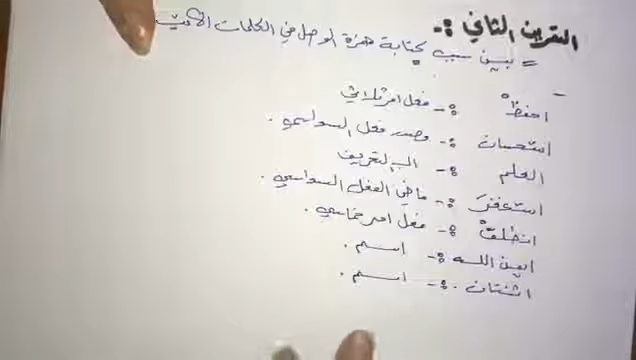 التمرين الثاني :-
= بين سبب كتابة همزة الوصل في الكلمات الآتية
احفظْ :- فعل امر ثلاثي
استحسان :- مصدر فعل السداسي .
العلم :- ال التعريف
استغفرَ :- ماضي الفعل السداسي .
انطلقْ :- فعل امر خماسي .
ايمن الله :- اسم .
اثنتان :- اسم .